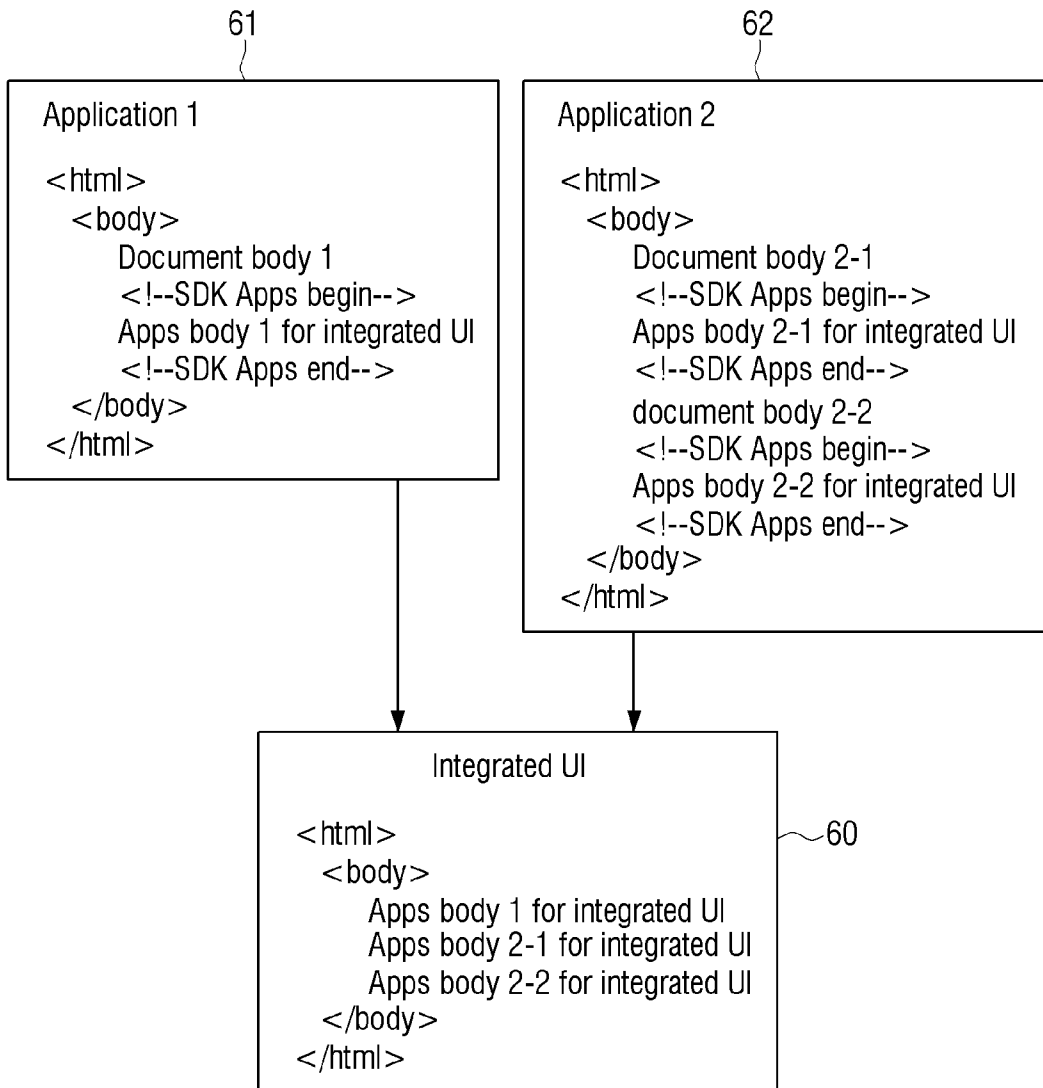 61
Application 1
<html>
<body>
Document body 1
<!--SDK Apps begin-->
Apps body 1 for integrated UI
<!--SDK Apps end-->
</body>
</html>
62
Application 2
<html>
<body>
Document body 2-1
<!--SDK Apps begin-->
Apps body 2-1 for integrated UI
<!--SDK Apps end-->
document body 2-2
<!--SDK Apps begin-->
Apps body 2-2 for integrated UI
<!--SDK Apps end-->
</body>
</html>
Integrated UI
60
<html>
<body>
Apps body 1 for integrated UI
Apps body 2-1 for integrated UI
Apps body 2-2 for integrated UI
</body>
</html>